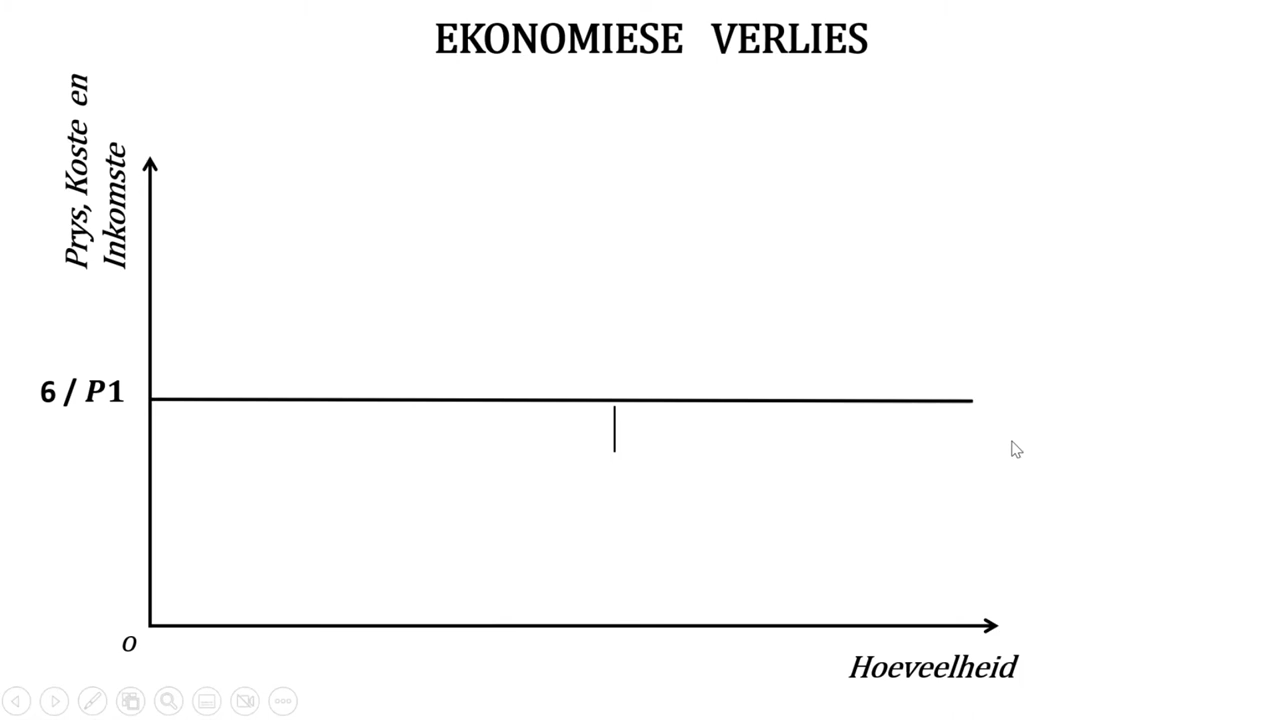 EKONOMIESE VERLIES
Prys, Koste en
Inkomste
6 / P1
0
Hoeveelheid